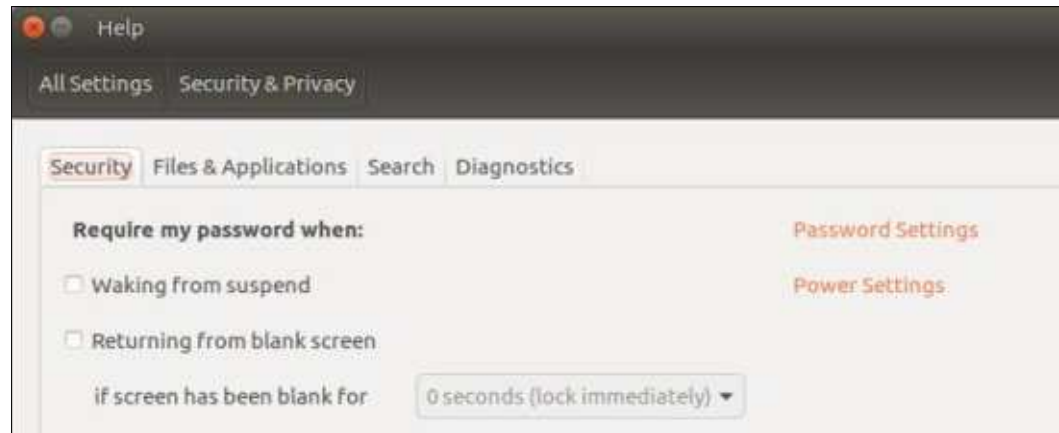 Help
All Settings Security & Privacy
Security Files & Applications Search Diagnostics
Require my password when: Password Settings
Waking from suspend Power Settings
Returning from blank screen
if screen has been blank for 0 seconds (lock immediately)